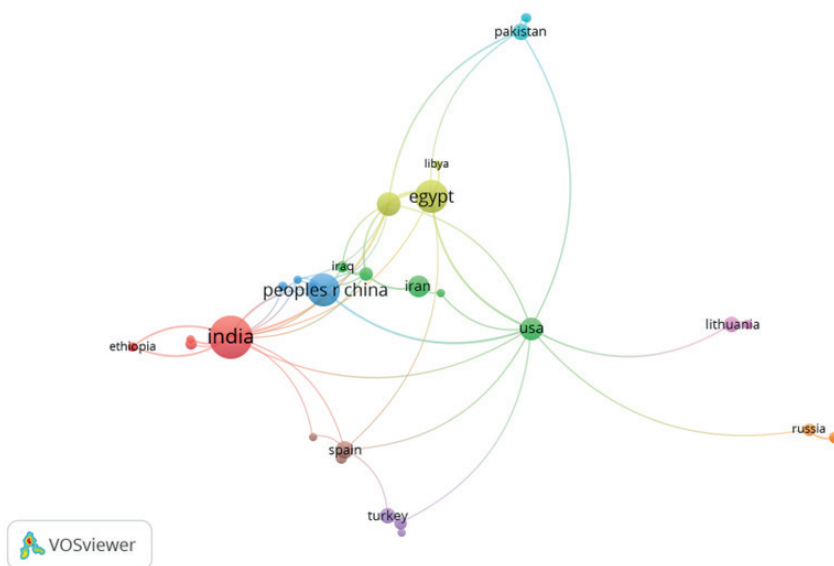 pakistan
libya
egypt
iraq
peoples r china
iran
india
ethiopia
usa
lithuania
russia
spain
turkey
VOSviewer